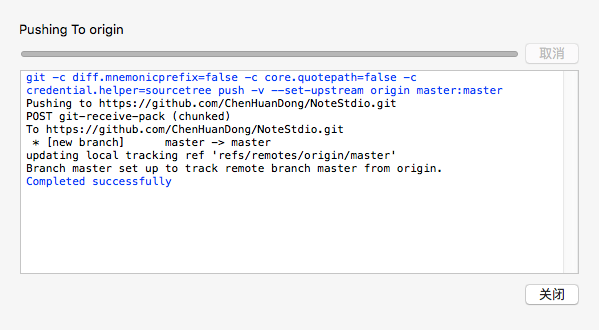 Pushing To origin
取消
git -c diff.mnemonicprefix=false -c core.quotepath=false -c
credential.helper=sourcetree push -v --set-upstream origin master:master
Pushing to https://github.com/ChenHuanDong/NoteStdio.git
POST git-receive-pack (chunked)
To https://github.com/ChenHuanDong/NoteStdio.git
 * [new branch]      master -> master
updating local tracking ref 'refs/remotes/origin/master'
Branch master set up to track remote branch master from origin.
Completed successfully
关闭